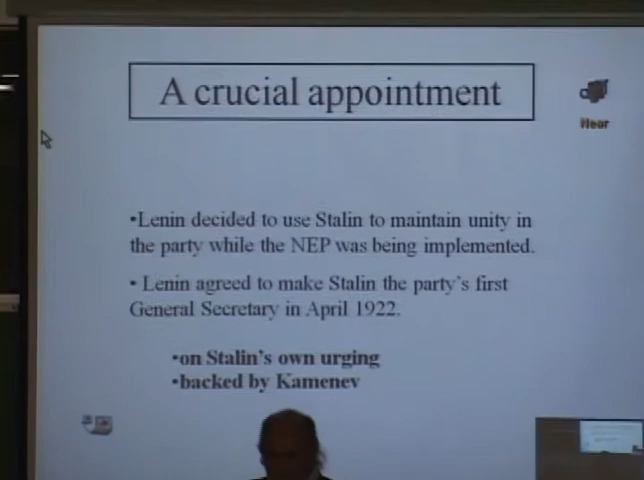 A crucial appointment
Hear
•Lenin decided to use Stalin to maintain unity in
the party while the NEP was being implemented.
• Lenin agreed to make Stalin the party's first
General Secretary in April 1922.
•on Stalin's own urging
•backed by Kamenev